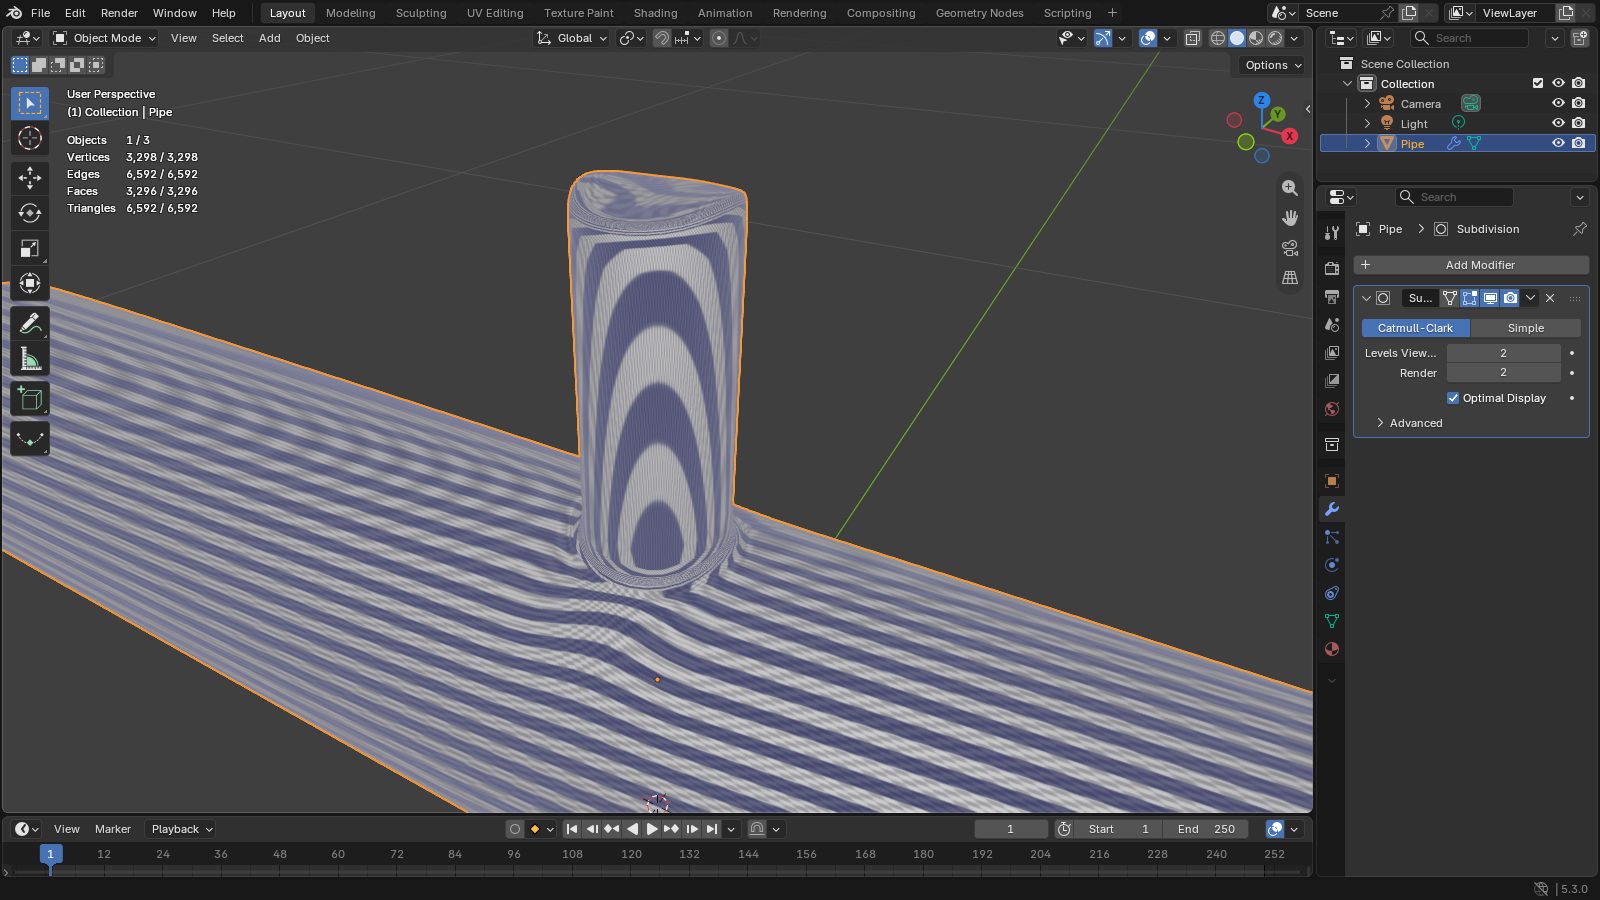 File Edit Render Window Help Layout Modeling Sculpting UV Editing Texture Paint Shading Animation Rendering Compositing Geometry Nodes Scripting Scene ViewLayer
Object Mode View Select Add Object Global Search
Options
User Perspective
(1) Collection | Pipe
Objects 1 / 3
Vertices 3,298 / 3,298
Edges 6,592 / 6,592
Faces 3,296 / 3,296
Triangles 6,592 / 6,592
Z
Y
X
Scene Collection
Collection
Camera
Light
Pipe
Search
Pipe Subdivision
Add Modifier
Su...
Catmull-Clark Simple
Levels View... 2
Render 2
Optimal Display
Advanced
View Marker Playback 1 Start 1 End 250
1 12 24 36 48 60 72 84 96 108 120 132 144 156 168 180 192 204 216 228 240 252
5.3.0